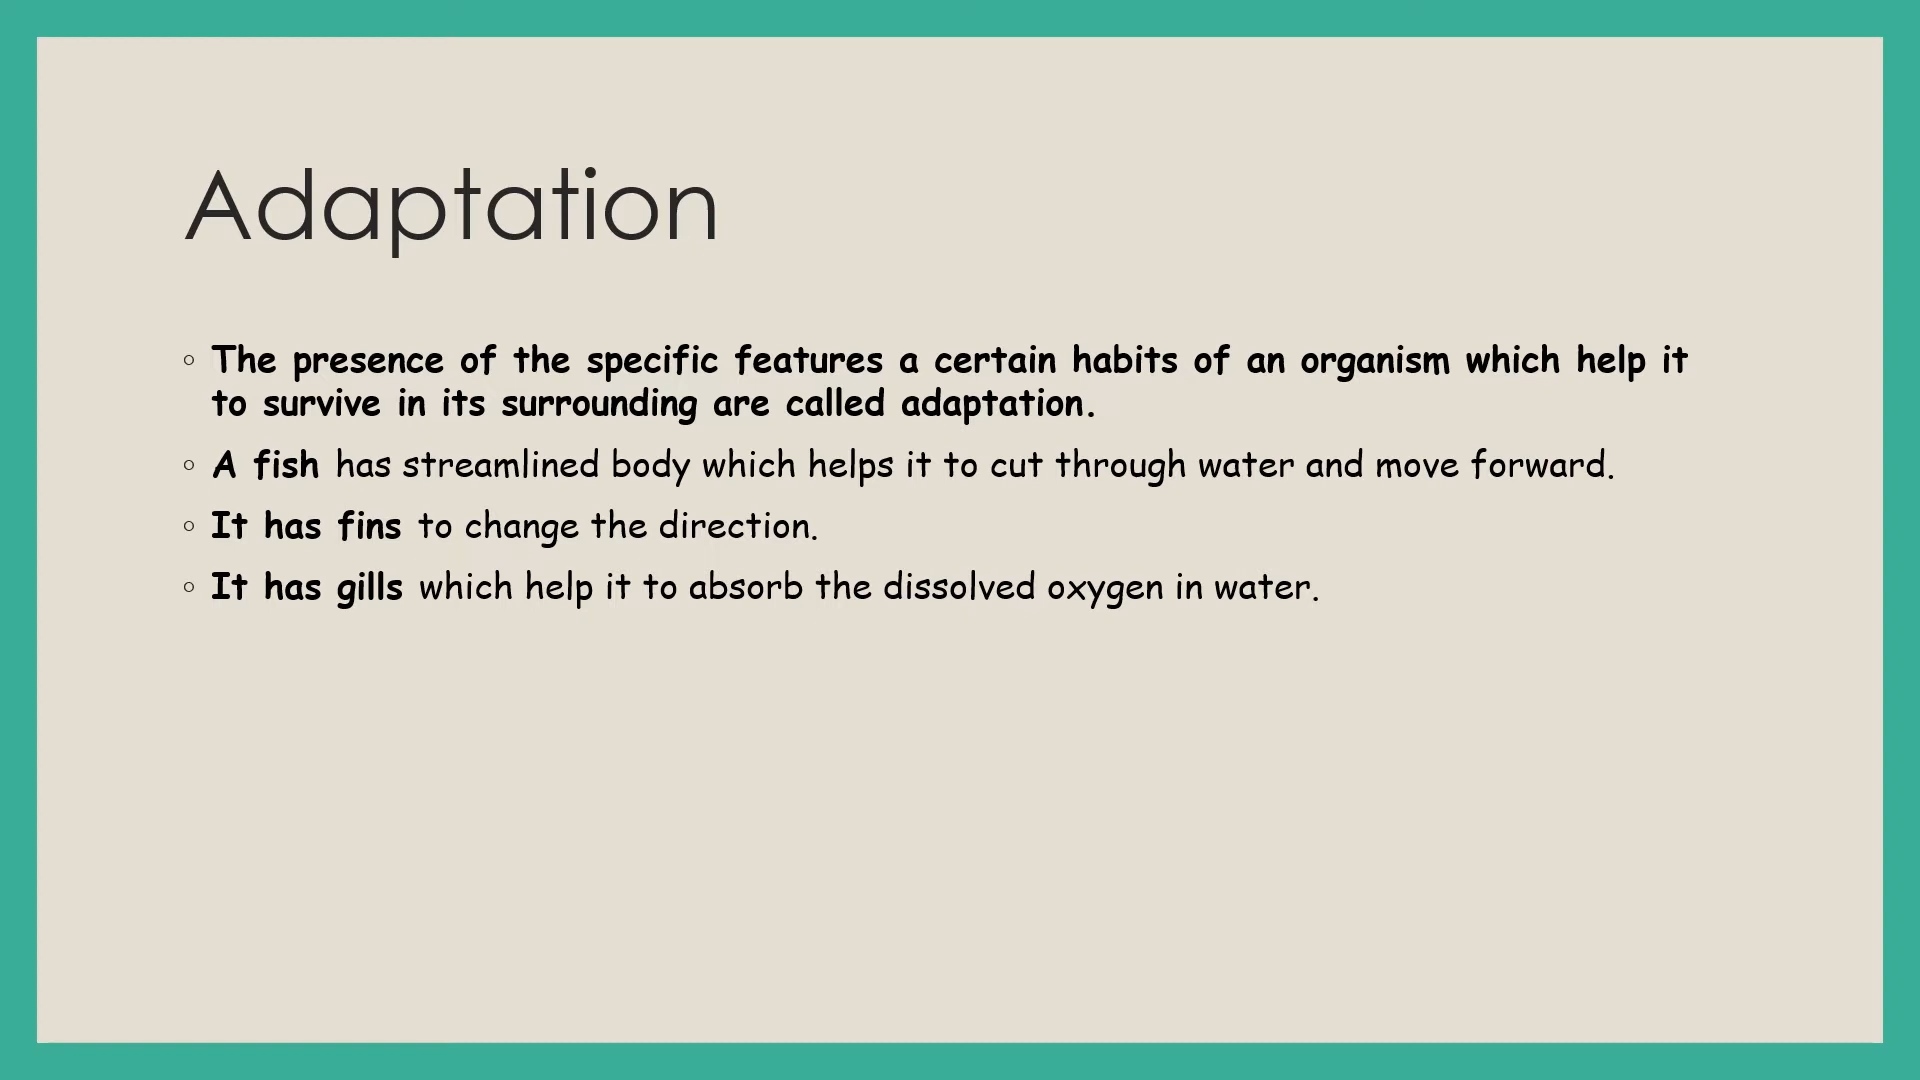 Adaptation
◦ The presence of the specific features a certain habits of an organism which help it
to survive in its surrounding are called adaptation.
◦ A fish has streamlined body which helps it to cut through water and move forward.
◦ It has fins to change the direction.
◦ It has gills which help it to absorb the dissolved oxygen in water.